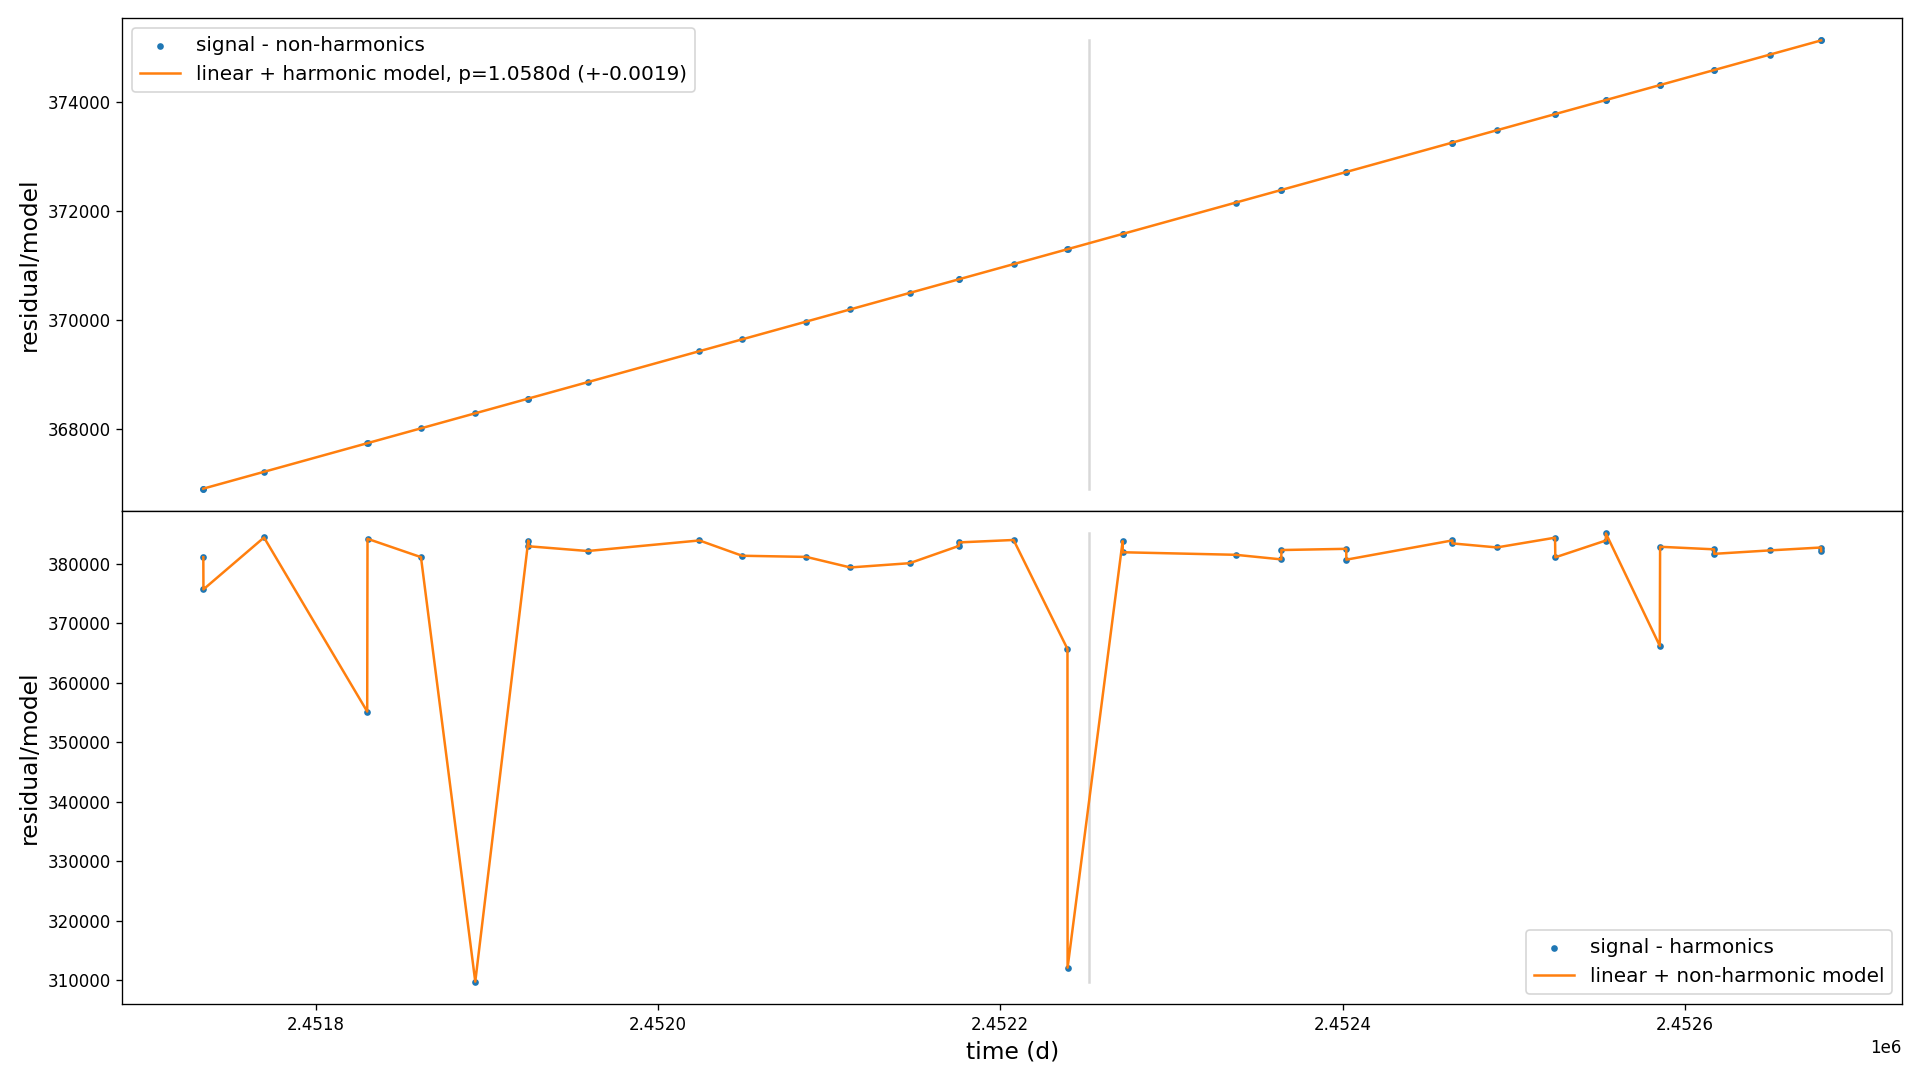 signal - non-harmonics
linear + harmonic model, p=1.0580d (+-0.0019)
residual/model
374000
372000
370000
368000
residual/model
380000
370000
360000
350000
340000
330000
320000
310000
signal - harmonics
linear + non-harmonic model
2.4518
2.4520
2.4522
2.4524
2.4526
time (d)
1e6